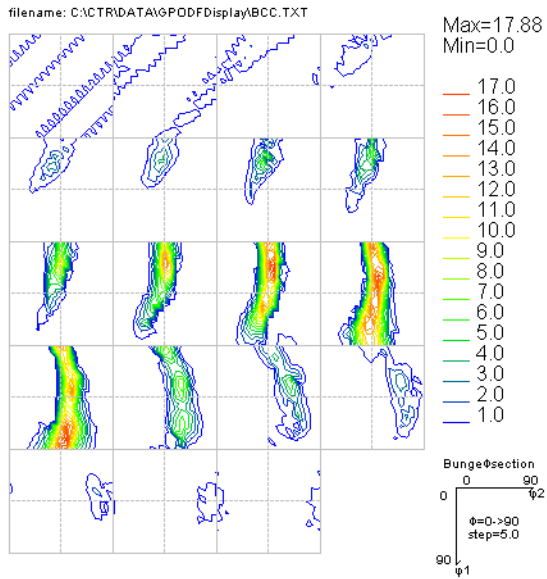 filename: C:\CTR\DATA\GPODFDisplay\BCC.TXT
Max=17.88
Min=0.0
17.0
16.0
15.0
14.0
13.0
12.0
11.0
10.0
9.0
8.0
7.0
6.0
5.0
4.0
3.0
2.0
1.0
BungeΦsection
0 90
0 φ2
Φ=0->90
step=5.0
90
φ1